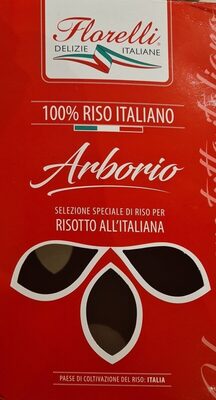 Florelli
DELIZIE ITALIANE
100% RISO ITALIANO
Arborio
SELEZIONE SPECIALE DI RISO PER
RISOTTO ALL'ITALIANA
PAESE DI COLTIVAZIONE DEL RISO: ITALIA